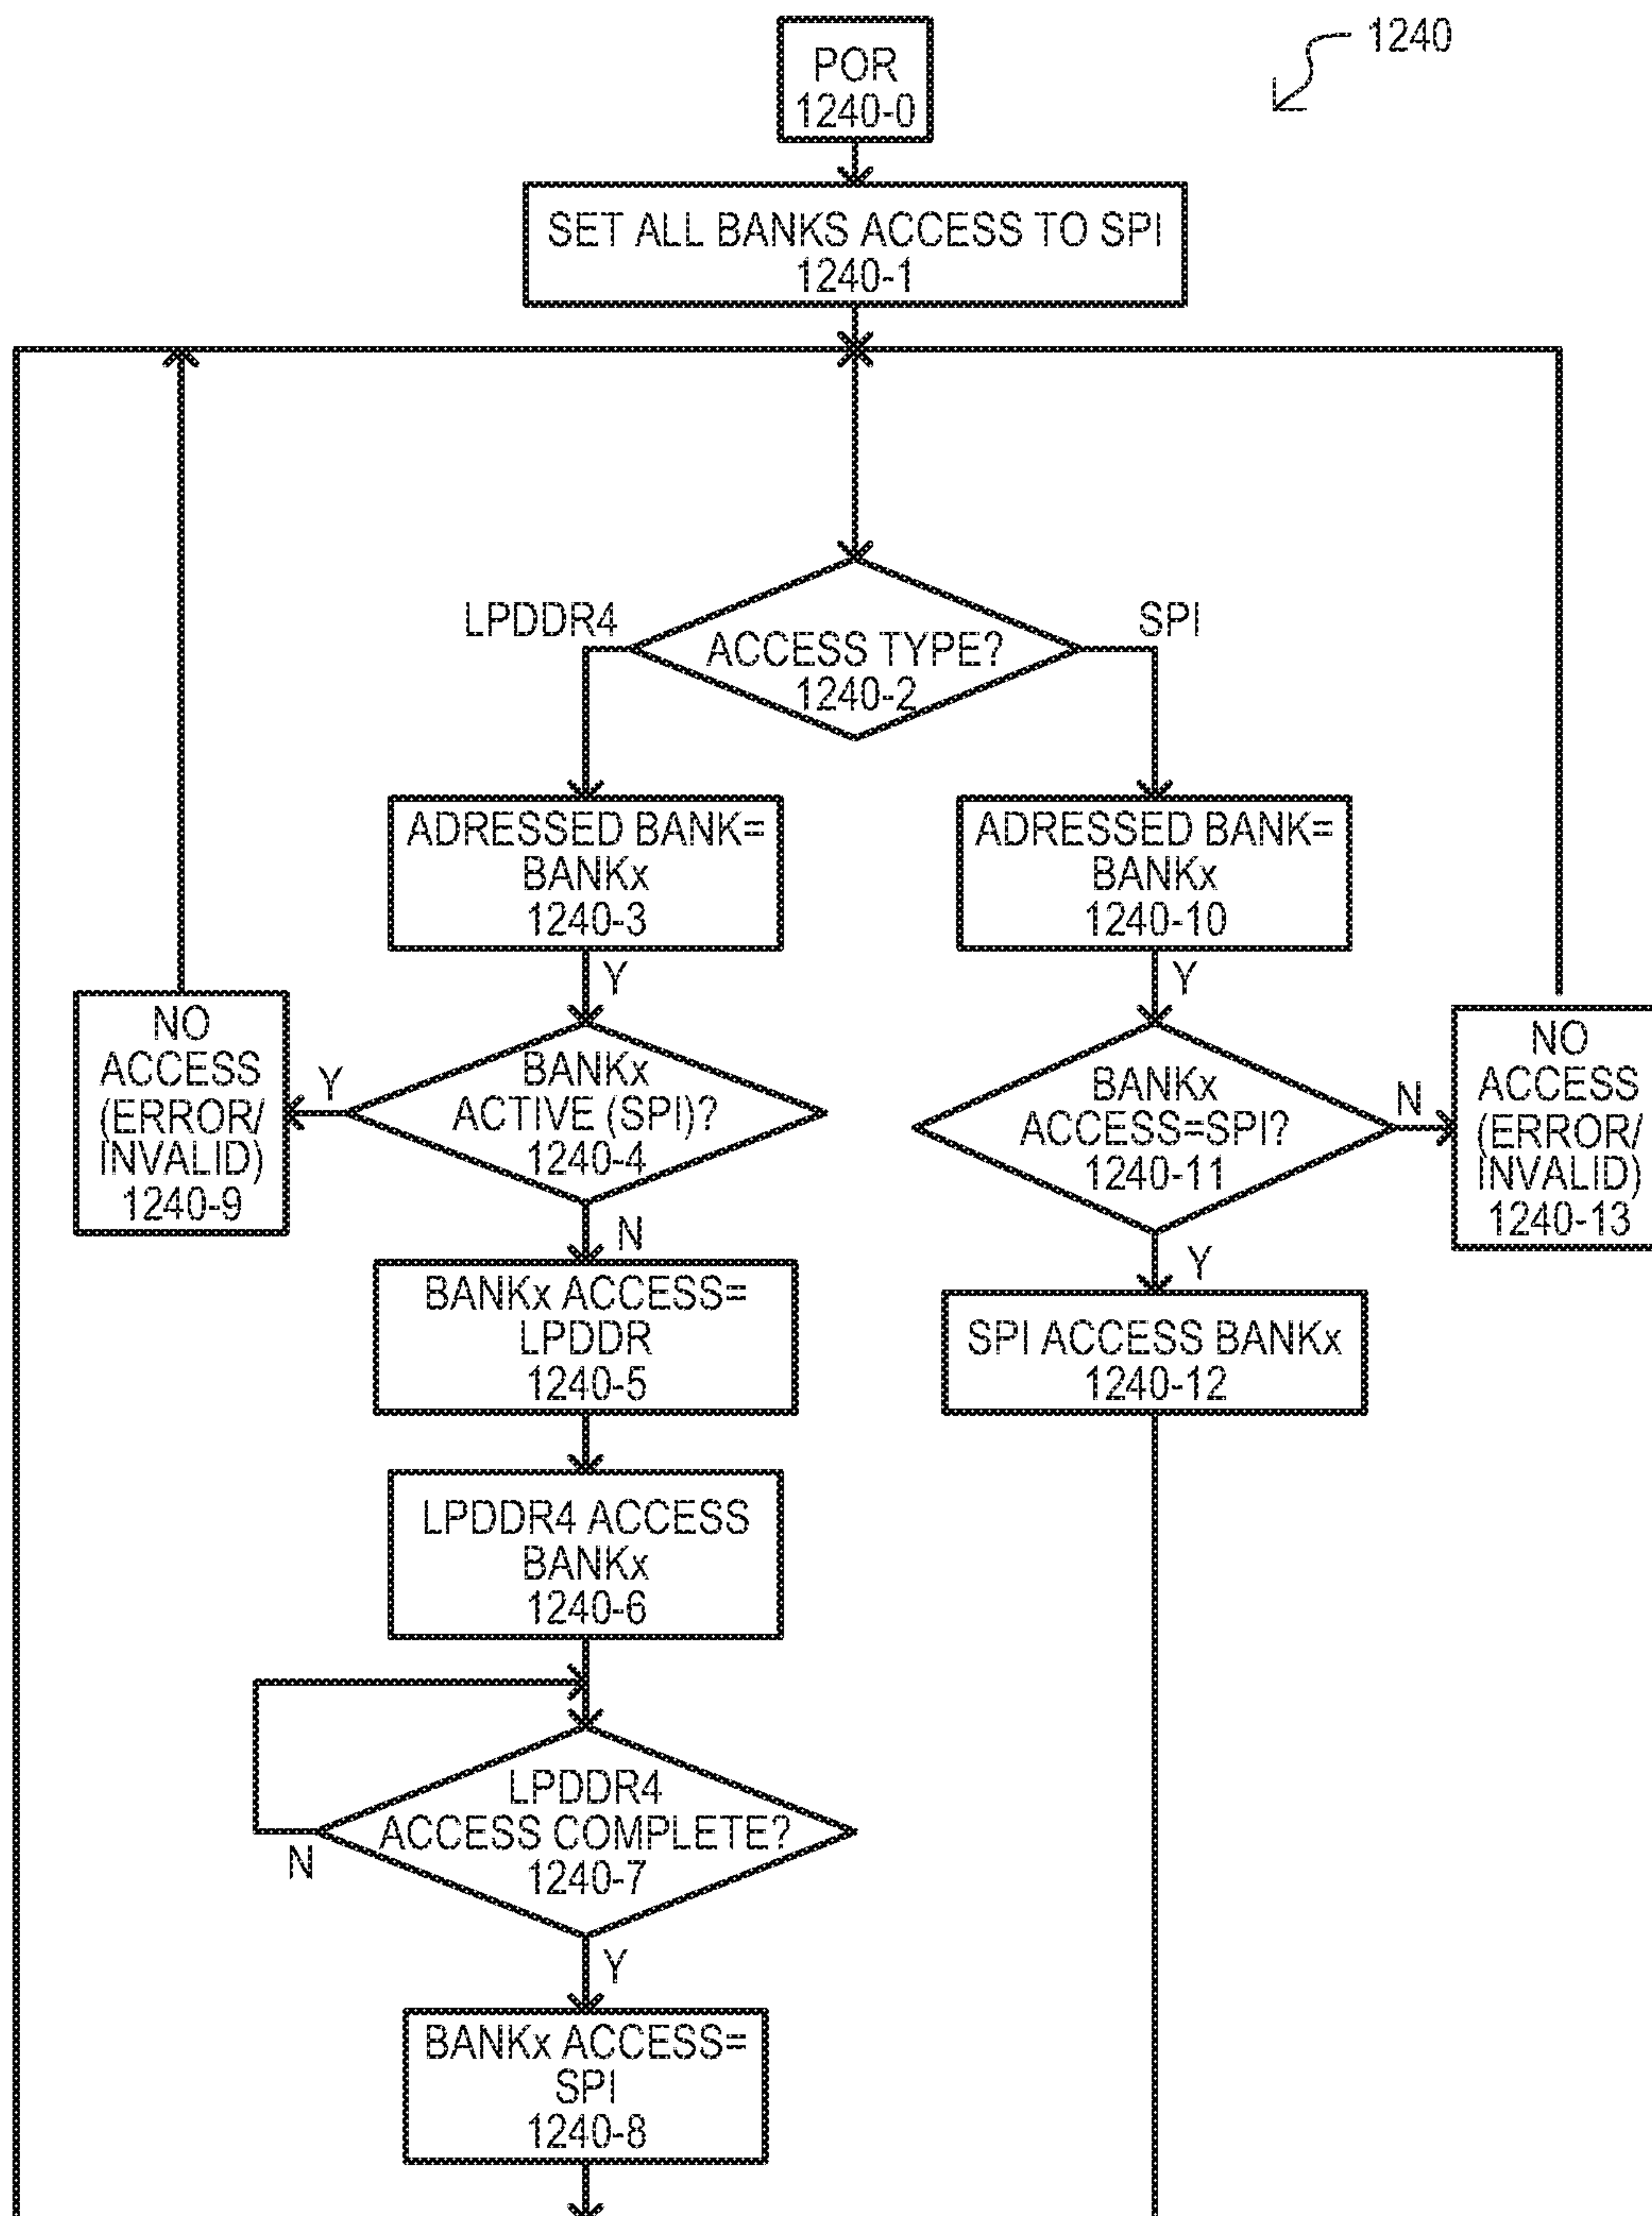 1240
POR
1240-0
SET ALL BANKS ACCESS TO SPI
1240-1
LPDDR4
SPI
ACCESS TYPE?
1240-2
ADRESSED BANK=
BANKx
1240-3
Y
ADRESSED BANK=
BANKx
1240-10
Y
NO
ACCESS
(ERROR/
INVALID)
1240-9
Y
BANKx
ACTIVE (SPI)?
1240-4
N
BANKx
ACCESS=SPI?
1240-11
N
Y
NO
ACCESS
(ERROR/
INVALID)
1240-13
BANKx ACCESS=
LPDDR
1240-5
SPI ACCESS BANKx
1240-12
LPDDR4 ACCESS
BANKx
1240-6
LPDDR4
ACCESS COMPLETE?
1240-7
N
Y
BANKx ACCESS=
SPI
1240-8